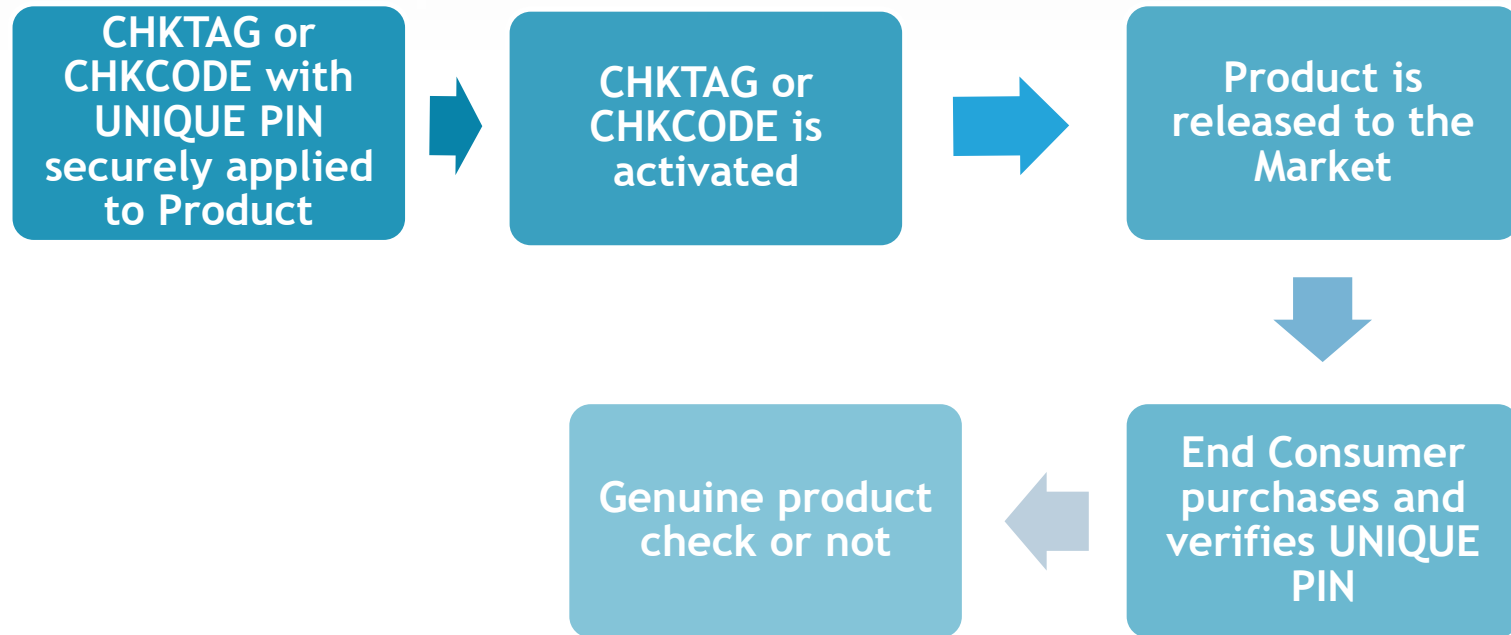 CHKTAG or
CHKCODE with
UNIQUE PIN
securely applied
to Product
CHKTAG or
CHKCODE is
activated
Product is
released to the
Market
End Consumer
purchases and
verifies UNIQUE
PIN
Genuine product
check or not